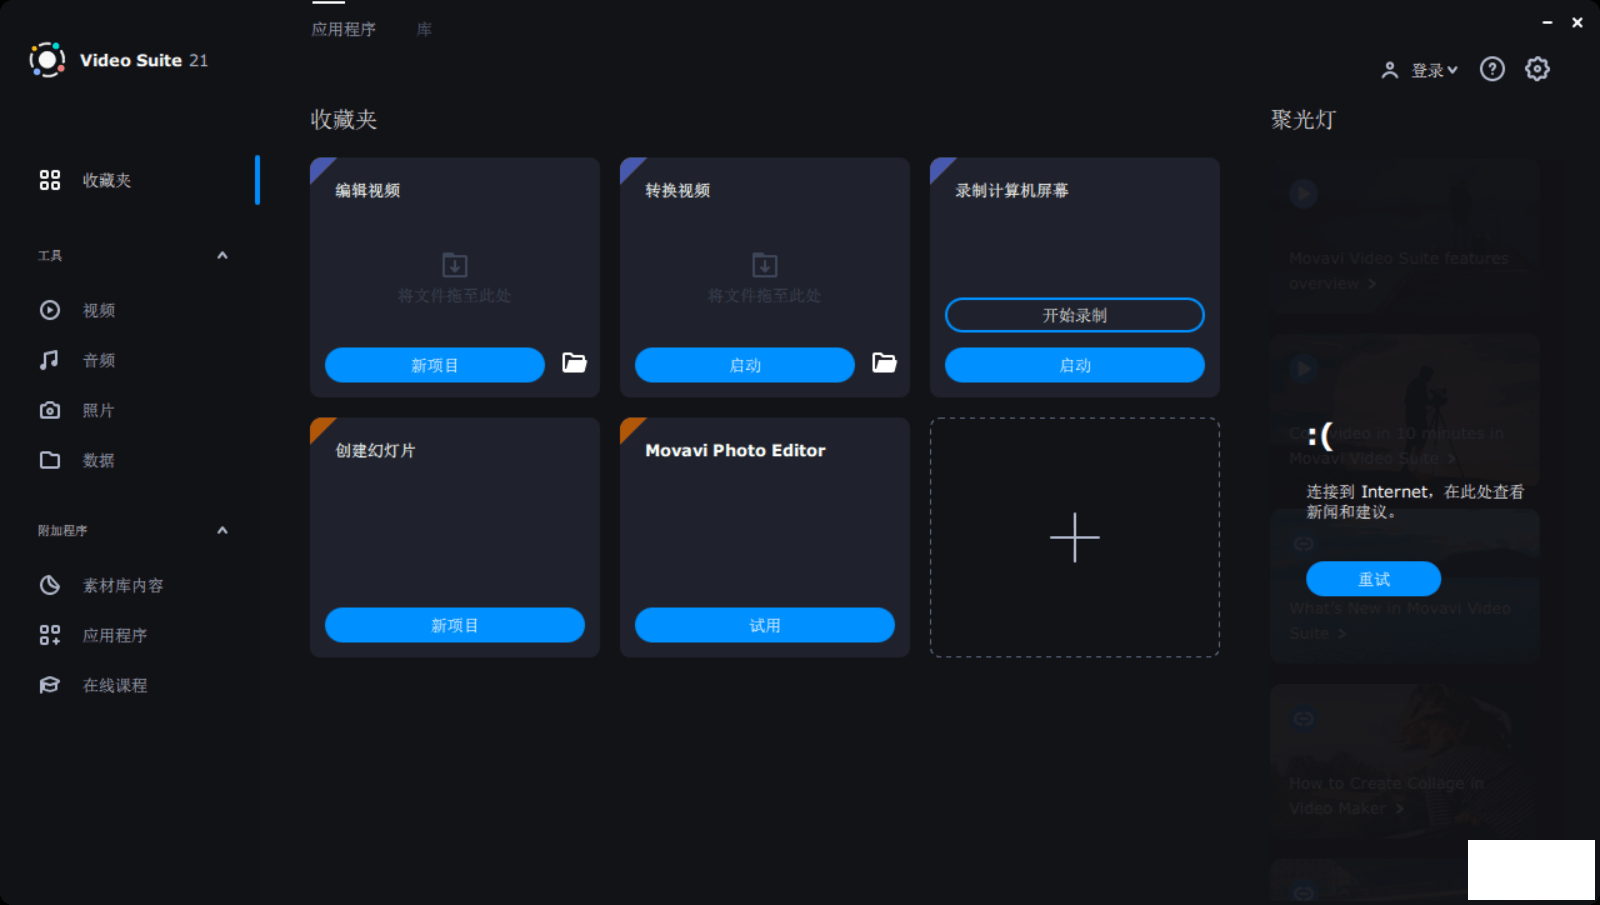 应用程序
库
Video Suite 21
登录
收藏夹
工具
视频
音频
照片
数据
附加程序
素材库内容
应用程序
在线课程
收藏夹
编辑视频
将文件拖至此处
新项目
转换视频
将文件拖至此处
启动
录制计算机屏幕
开始录制
启动
创建幻灯片
新项目
Movavi Photo Editor
试用
聚光灯
Movavi Video Suite features
overview >
:(
video in 10 minutes in
Movavi Video Suite >
连接到 Internet，在此处查看
新闻和建议。
重试
What's New in Movavi Video
Suite >
How to Create Collage in
Video Maker >